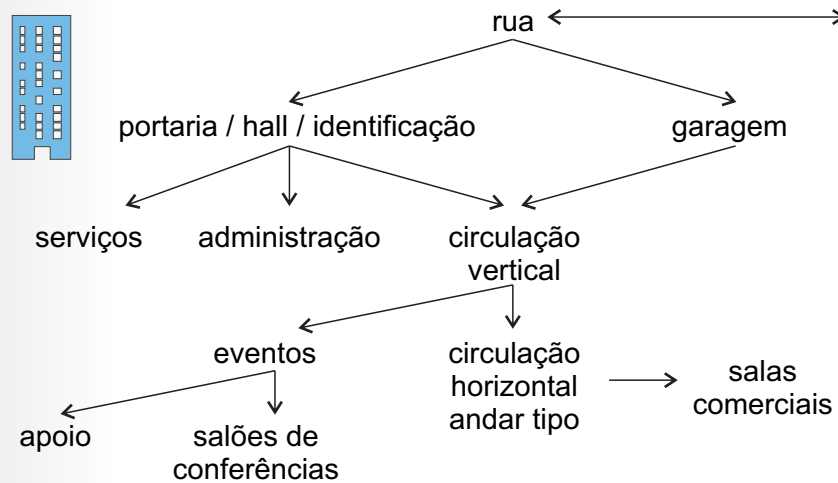 rua
portaria / hall / identificação
garagem
serviços
administração
circulação
vertical
eventos
circulação
horizontal
andar tipo
salas
comerciais
apoio
salões de
conferências